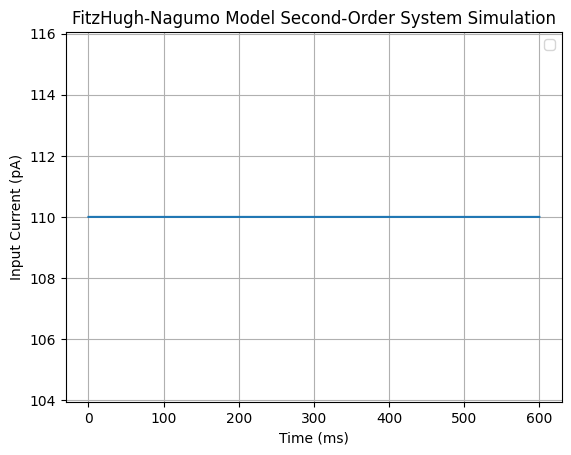 FitzHugh-Nagumo Model Second-Order System Simulation
116
114
112
110
108
106
104
Input Current (pA)
0 100 200 300 400 500 600
Time (ms)